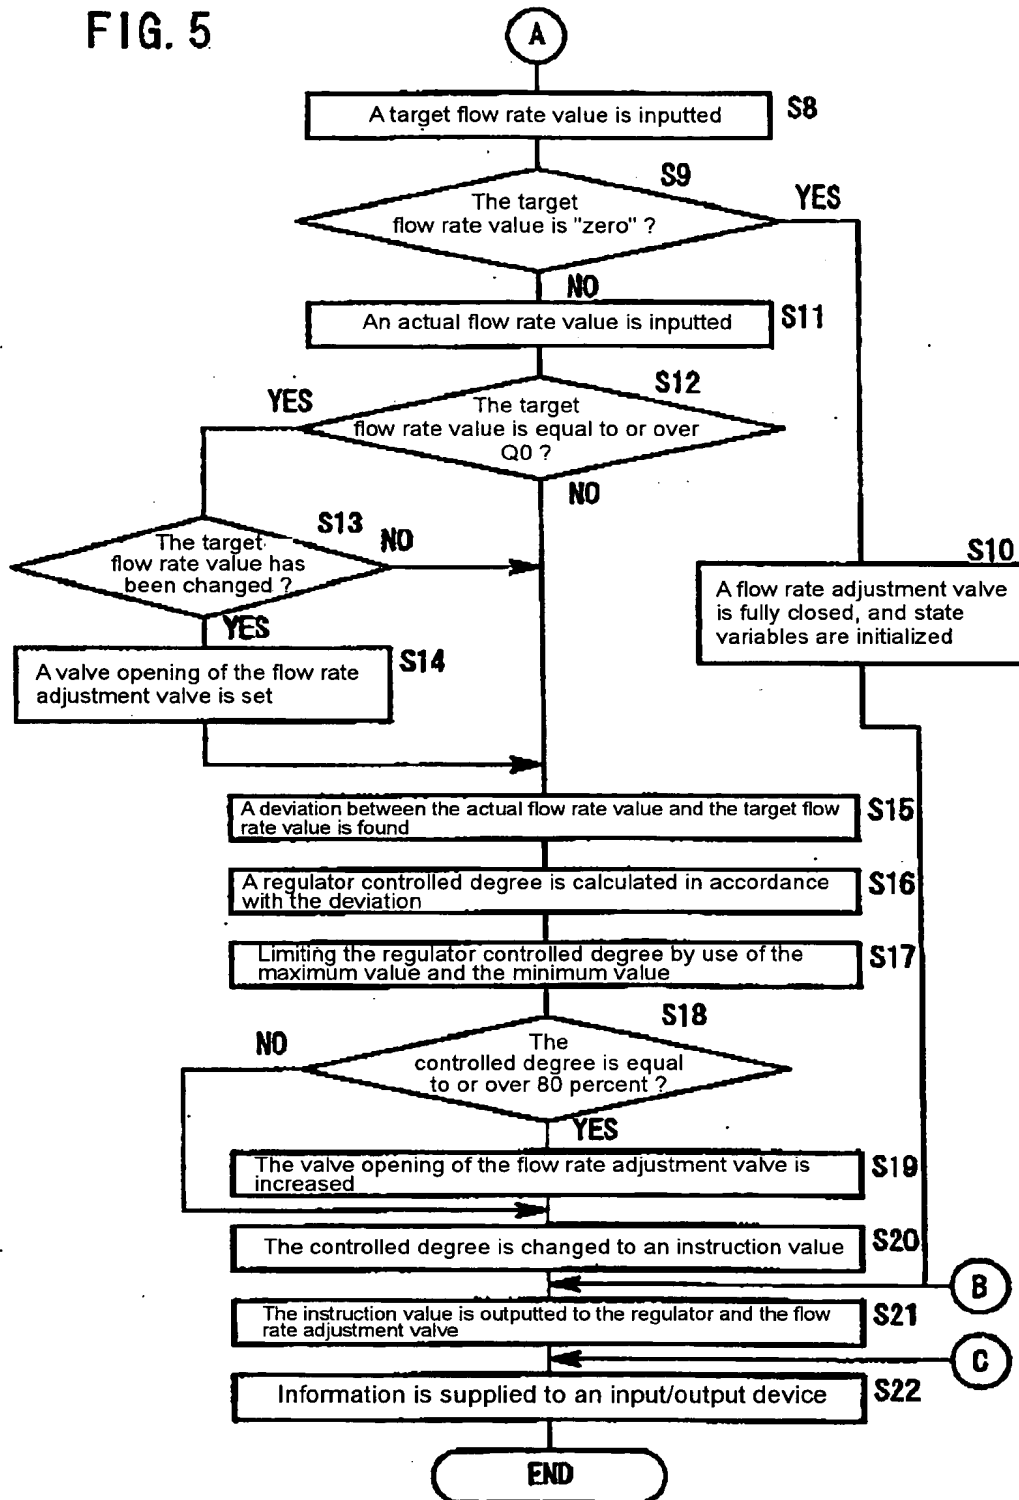 FIG. 5
A
A target flow rate value is inputted
S8
S9
The target
flow rate value is "zero" ?
YES
NO
An actual flow rate value is inputted
S11
S12
YES
The target
flow rate value is equal to or over
Q0 ?
NO
S13
The target
flow rate value has
been changed ?
NO
YES
S10
A flow rate adjustment valve
is fully closed, and state
variables are initialized
A valve opening of the flow rate
adjustment valve is set
S14
A deviation between the actual flow rate value and the target flow
rate value is found
S15
A regulator controlled degree is calculated in accordance
with the deviation
S16
Limiting the regulator controlled degree by use of the
maximum value and the minimum value
S17
S18
NO
The
controlled degree is equal
to or over 80 percent ?
YES
The valve opening of the flow rate adjustment valve is
increased
S19
The controlled degree is changed to an instruction value
S20
B
The instruction value is outputted to the regulator and the flow
rate adjustment valve
S21
C
Information is supplied to an input/output device
S22
END